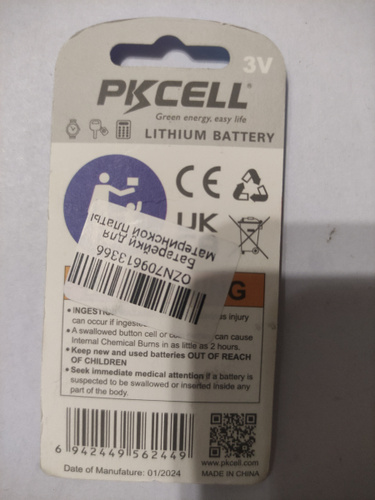 3V
PKCELL®
Green energy, easy life
LITHIUM BATTERY
CE
UK
Батарейки для
материнской платы
OZN709613366
G
• INGESTIO
ous injury
can occur if ingeste
• A swallowed button cell or coin
can cause
Internal Chemical Burns in as little as 2 hours.
• Keep new and used batteries OUT OF REACH
OF CHILDREN
• Seek immediate medical attention if a battery is
suspected to be swallowed or inserted inside any
part of the body.
6 942449 562449
www.pkcell.com
Date of Manufature: 01/2024
MADE IN CHINA